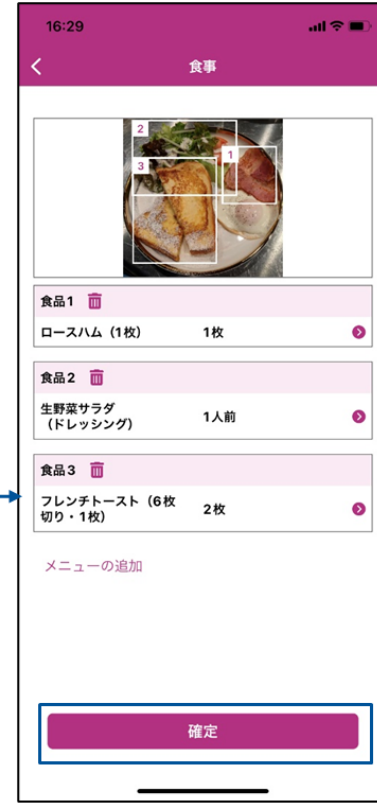 16:29
食事
2
1
3
食品1
ロースハム（1枚） 1枚
食品2
生野菜サラダ
（ドレッシング） 1人前
食品3
フレンチトースト（6枚
切り・1枚） 2枚
メニューの追加
確定